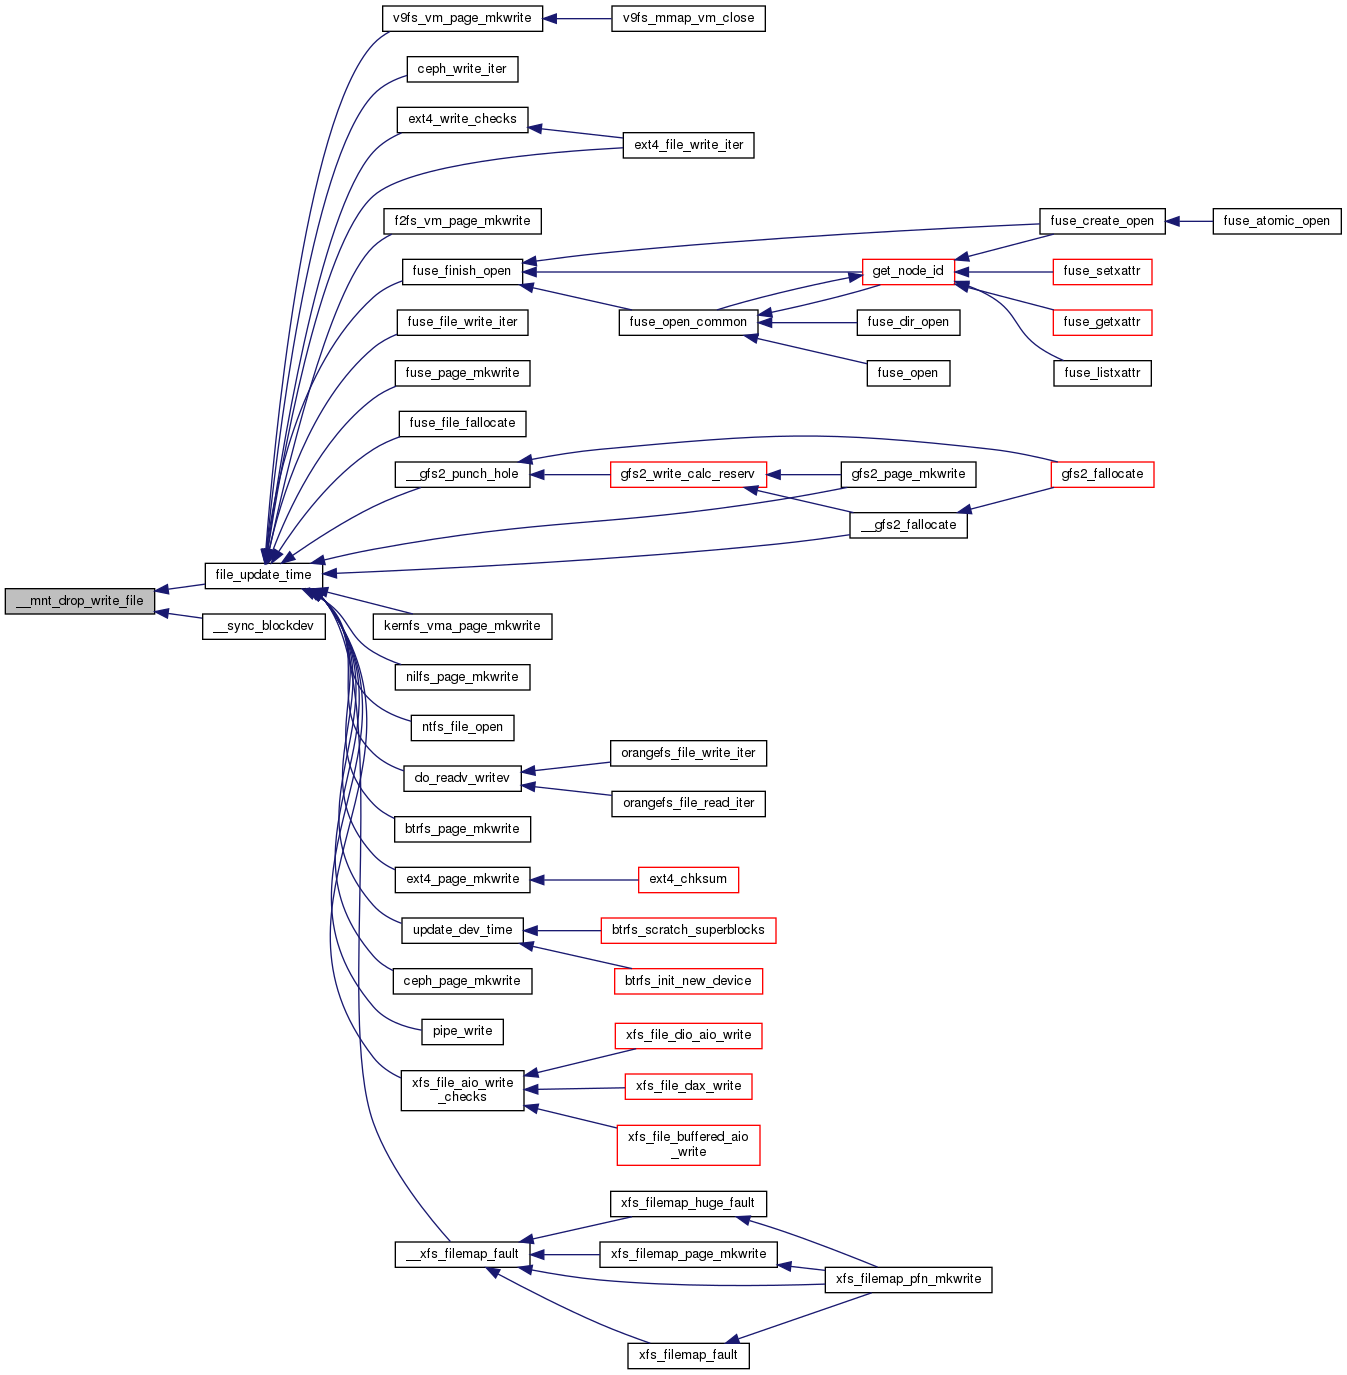 v9fs_vm_page_mkwrite
v9fs_mmap_vm_close
ceph_write_iter
ext4_write_checks
ext4_file_write_iter
f2fs_vm_page_mkwrite
fuse_create_open
fuse_atomic_open
fuse_finish_open
get_node_id
fuse_setxattr
fuse_file_write_iter
fuse_open_common
fuse_dir_open
fuse_getxattr
fuse_page_mkwrite
fuse_open
fuse_listxattr
fuse_file_fallocate
__gfs2_punch_hole
gfs2_write_calc_reserv
gfs2_page_mkwrite
gfs2_fallocate
__gfs2_fallocate
file_update_time
__mnt_drop_write_file
__sync_blockdev
kernfs_vma_page_mkwrite
nilfs_page_mkwrite
ntfs_file_open
do_readv_writev
orangefs_file_write_iter
orangefs_file_read_iter
btrfs_page_mkwrite
ext4_page_mkwrite
ext4_chksum
update_dev_time
btrfs_scratch_superblocks
ceph_page_mkwrite
btrfs_init_new_device
pipe_write
xfs_file_dio_aio_write
xfs_file_aio_write
_checks
xfs_file_dax_write
xfs_file_buffered_aio
_write
xfs_filemap_huge_fault
__xfs_filemap_fault
xfs_filemap_page_mkwrite
xfs_filemap_pfn_mkwrite
xfs_filemap_fault